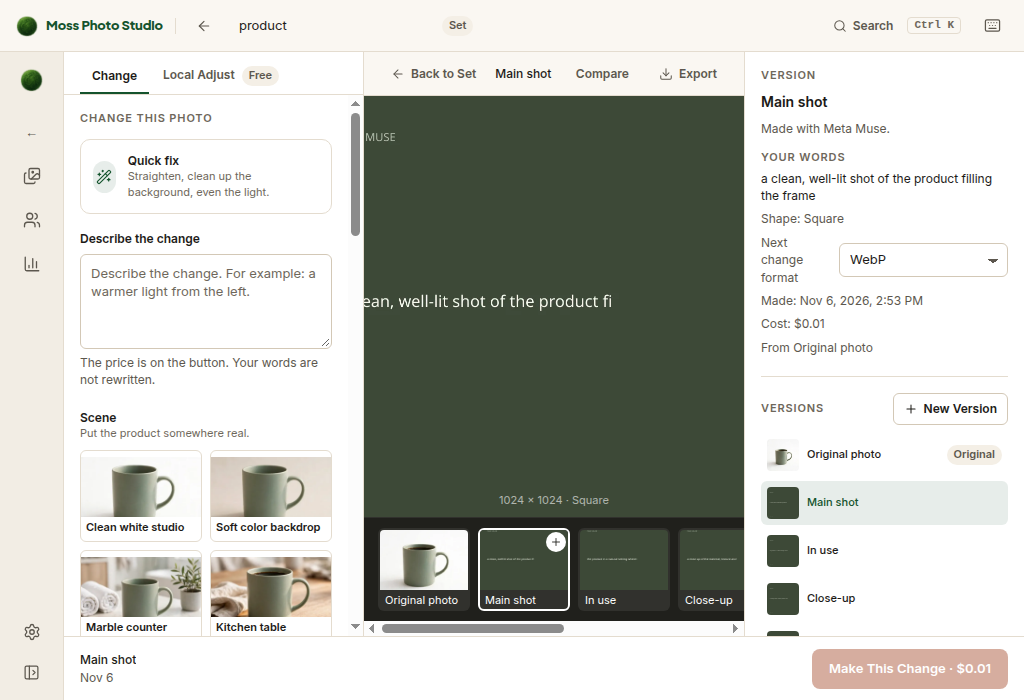 Moss Photo Studio
product
Set
Search
Ctrl K
Change
Local Adjust
Free
CHANGE THIS PHOTO
Quick fix
Straighten, clean up the
background, even the light.
Describe the change
Describe the change. For example: a
warmer light from the left.
The price is on the button. Your words are
not rewritten.
Scene
Put the product somewhere real.
Clean white studio
Soft color backdrop
Marble counter
Kitchen table
Back to Set
Main shot
Compare
Export
MUSE
ean, well-lit shot of the product fi
1024 × 1024 · Square
Original photo
Main shot
In use
Close-up
VERSION
Main shot
Made with Meta Muse.
YOUR WORDS
a clean, well-lit shot of the product filling
the frame
Shape: Square
Next
change
format
WebP
Made: Nov 6, 2026, 2:53 PM
Cost: $0.01
From Original photo
VERSIONS
New Version
Original photo
Original
Main shot
In use
Close-up
Main shot
Nov 6
Make This Change · $0.01